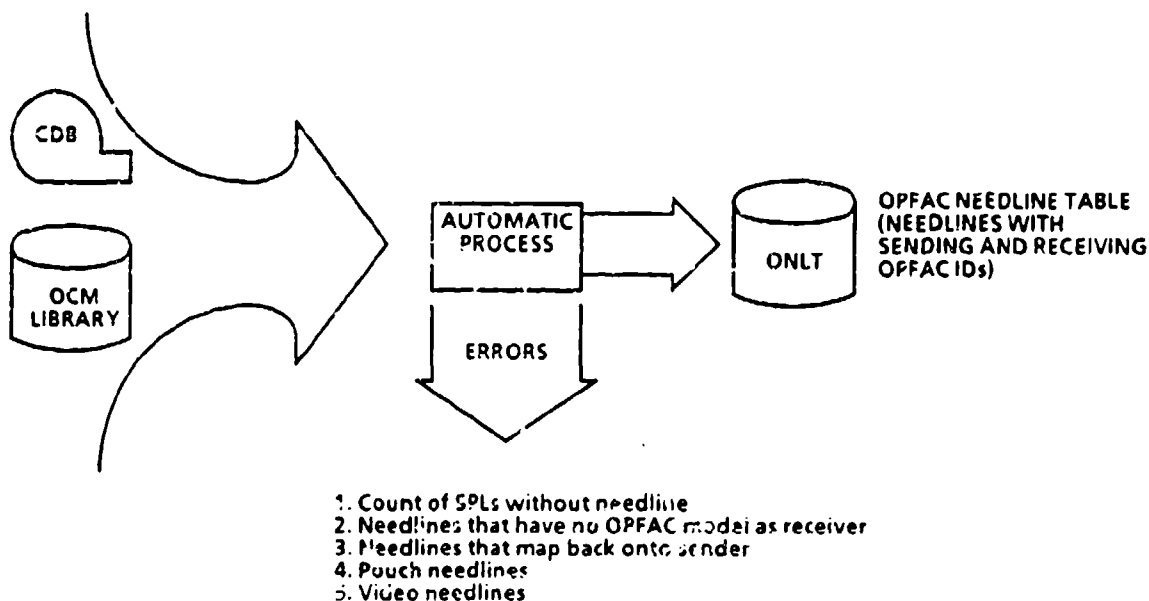 CDB
OCM
LIBRARY
AUTOMATIC
PROCESS
ERRORS
ONLT
OPFAC NEEDLINE TABLE
(NEEDLINES WITH
SENDING AND RECEIVING
OPFAC IDs)
1. Count of SPLs without needline
2. Needlines that have no OPFAC model as receiver
3. Needlines that map back onto sender
4. Pouch needlines
5. Video needlines